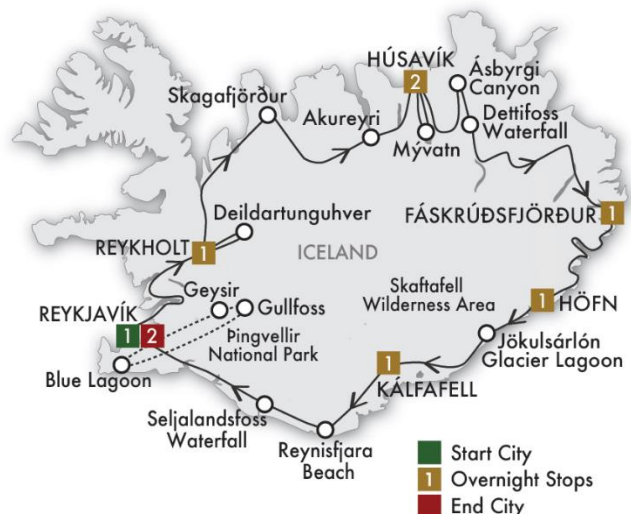 HÚSAVÍK
2
Ásbyrgi
Canyon
Skagafjörður
Akureyri
Dettifoss
Waterfall
Mývatn
Deildartunguhver
FÁSKRÚÐSFJÖRÐUR
1
REYKHOLT
1
ICELAND
Geysir
Gullfoss
Skaftafell
Wilderness Area
1
HÖFN
REYKJAVÍK
1
2
Þingvellir
National Park
Jökulsárlón
Glacier Lagoon
Blue Lagoon
1
KÁLFAFELL
Seljalandsfoss
Waterfall
Reynisfjara
Beach
Start City
1
Overnight Stops
End City